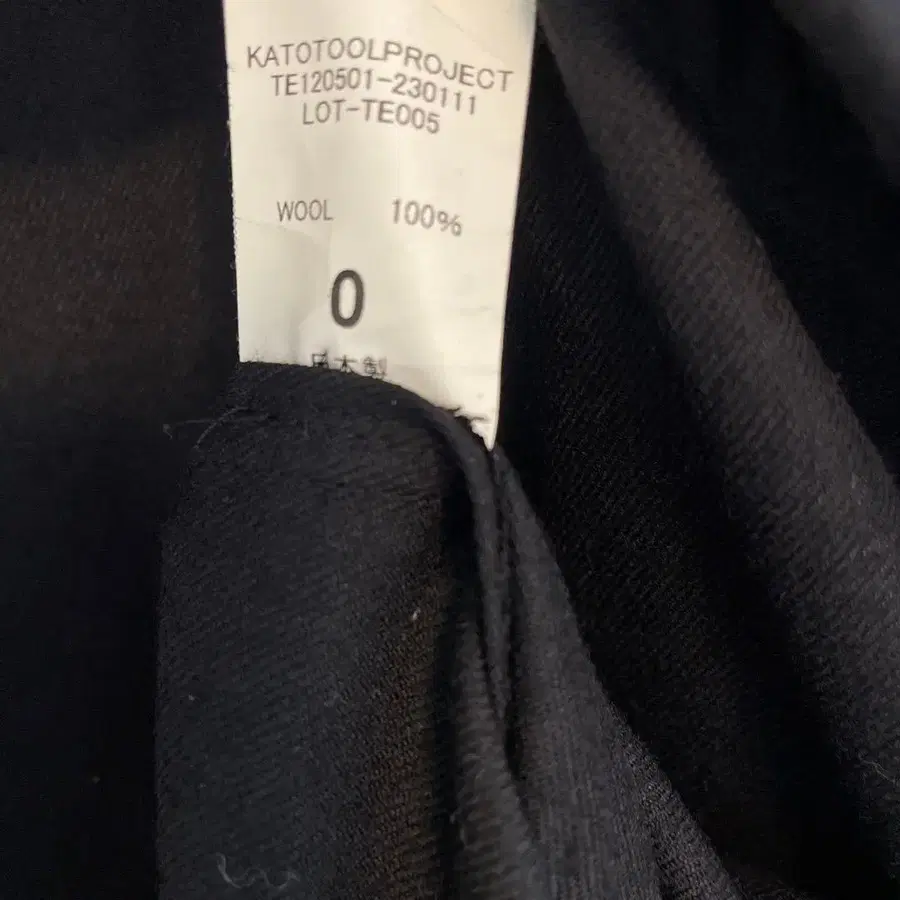 KATOTOOLPROJECT
TE120501-230111
LOT-TE005
WOOL 100%
0
日本製